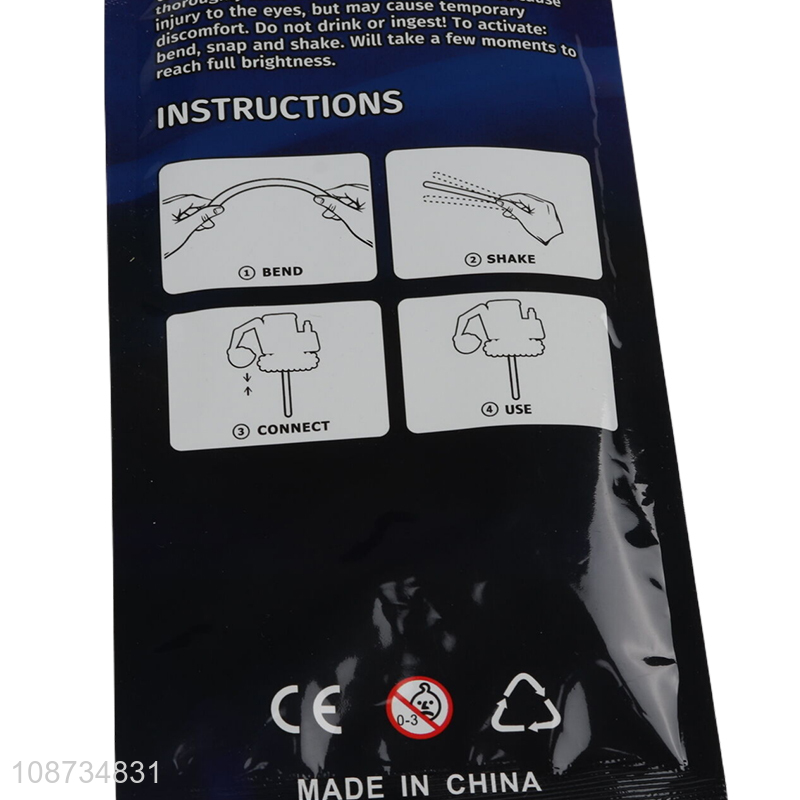 injury to the eyes, but may cause temporary
discomfort. Do not drink or ingest! To activate:
bend, snap and shake. Will take a few moments to
reach full brightness.
INSTRUCTIONS
1 BEND
2 SHAKE
3 CONNECT
4 USE
CE
0-3
MADE IN CHINA
108734831